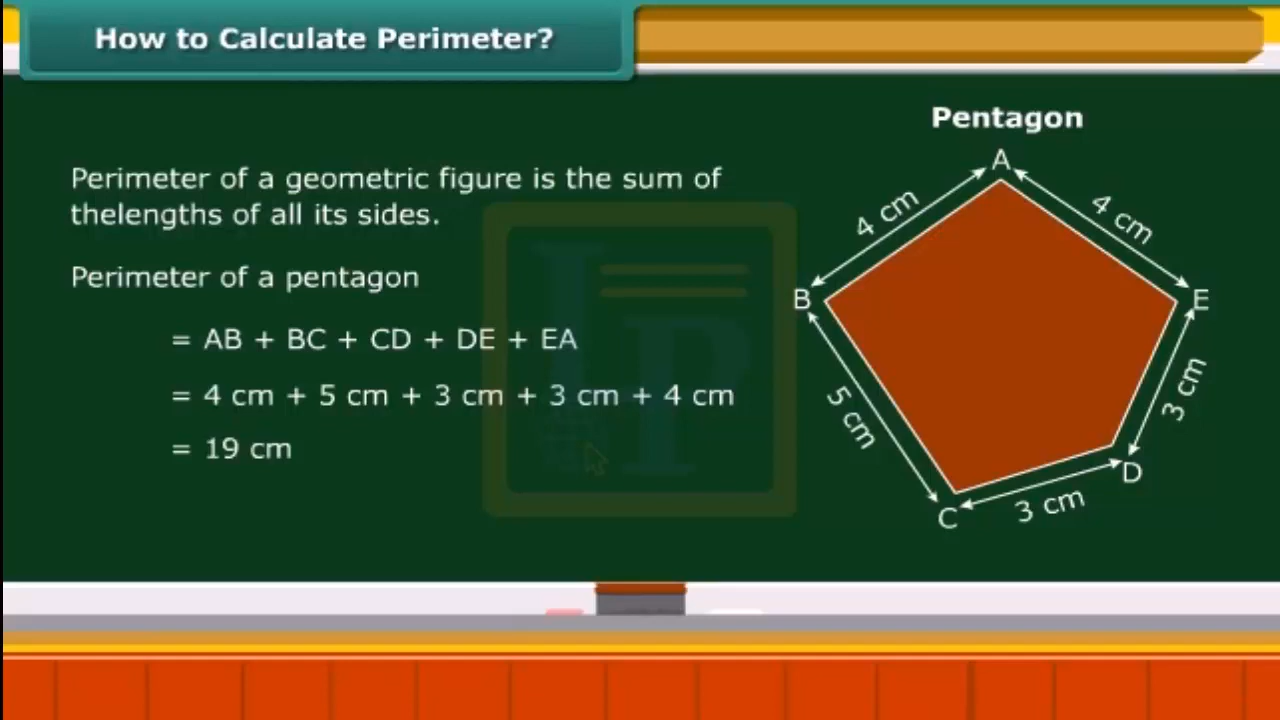 How to Calculate Perimeter?
Perimeter of a geometric figure is the sum of
thelengths of all its sides.
Perimeter of a pentagon
= AB + BC + CD + DE + EA
= 4 cm + 5 cm + 3 cm + 3 cm + 4 cm
= 19 cm
Pentagon
A
4 cm
4 cm
B
E
5 cm
3 cm
D
C
3 cm
LP